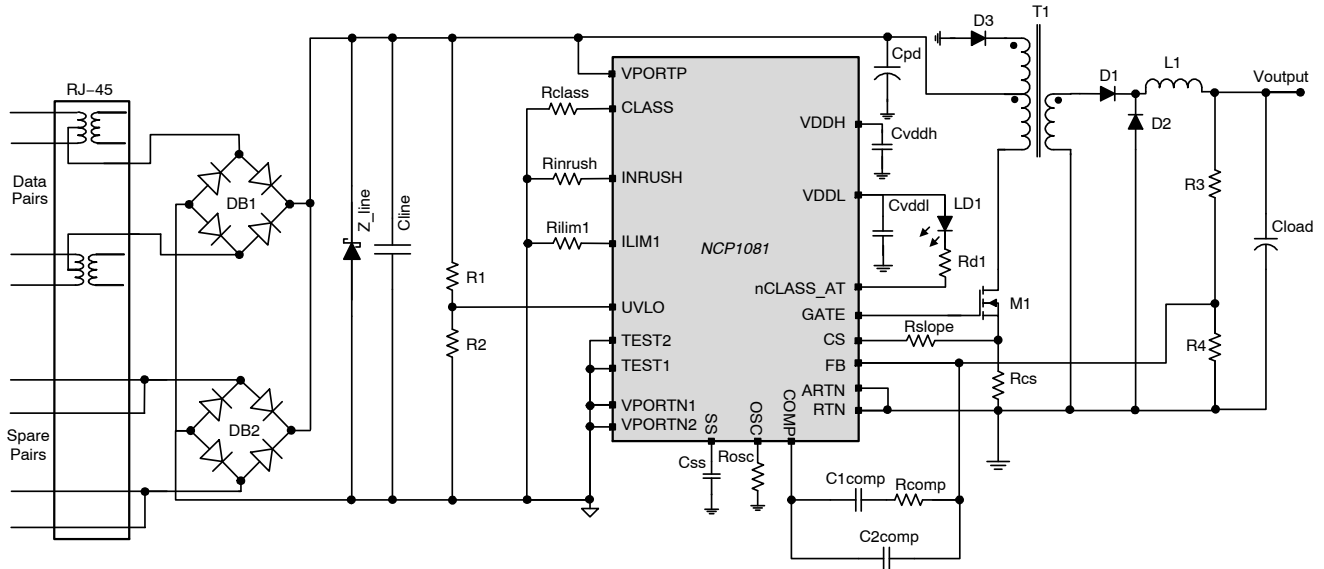 RJ−45
Data
Pairs
DB1
Spare
Pairs
DB2
Z_line
Cline
R1
R2
Rclass
Rinrush
Rilim1
VPORTP
CLASS
INRUSH
ILIM1
UVLO
TEST2
TEST1
VPORTN1
VPORTN2
NCP1081
VDDH
VDDL
nCLASS_AT
GATE
CS
FB
ARTN
RTN
SS
OSC
COMP
Css
Rosc
C1comp
Rcomp
C2comp
Cpd
Cvddh
Cvddl
LD1
Rd1
Rslope
M1
Rcs
D3
T1
D1
L1
D2
Voutput
R3
R4
Cload